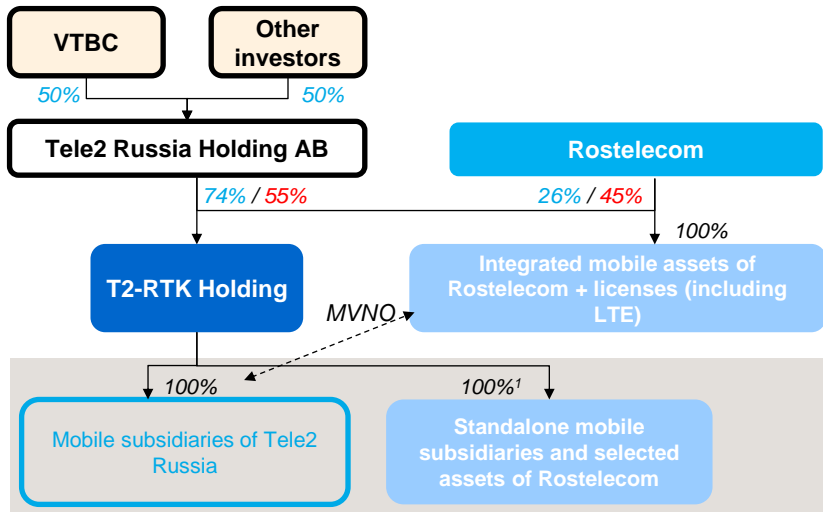 VTBC
Other
investors
50%
50%
Tele2 Russia Holding AB
Rostelecom
74% / 55%
26% / 45%
100%
T2-RTK Holding
Integrated mobile assets of
Rostelecom + licenses (including
LTE)
MVNO
100%
100%¹
Mobile subsidiaries of Tele2
Russia
Standalone mobile
subsidiaries and selected
assets of Rostelecom